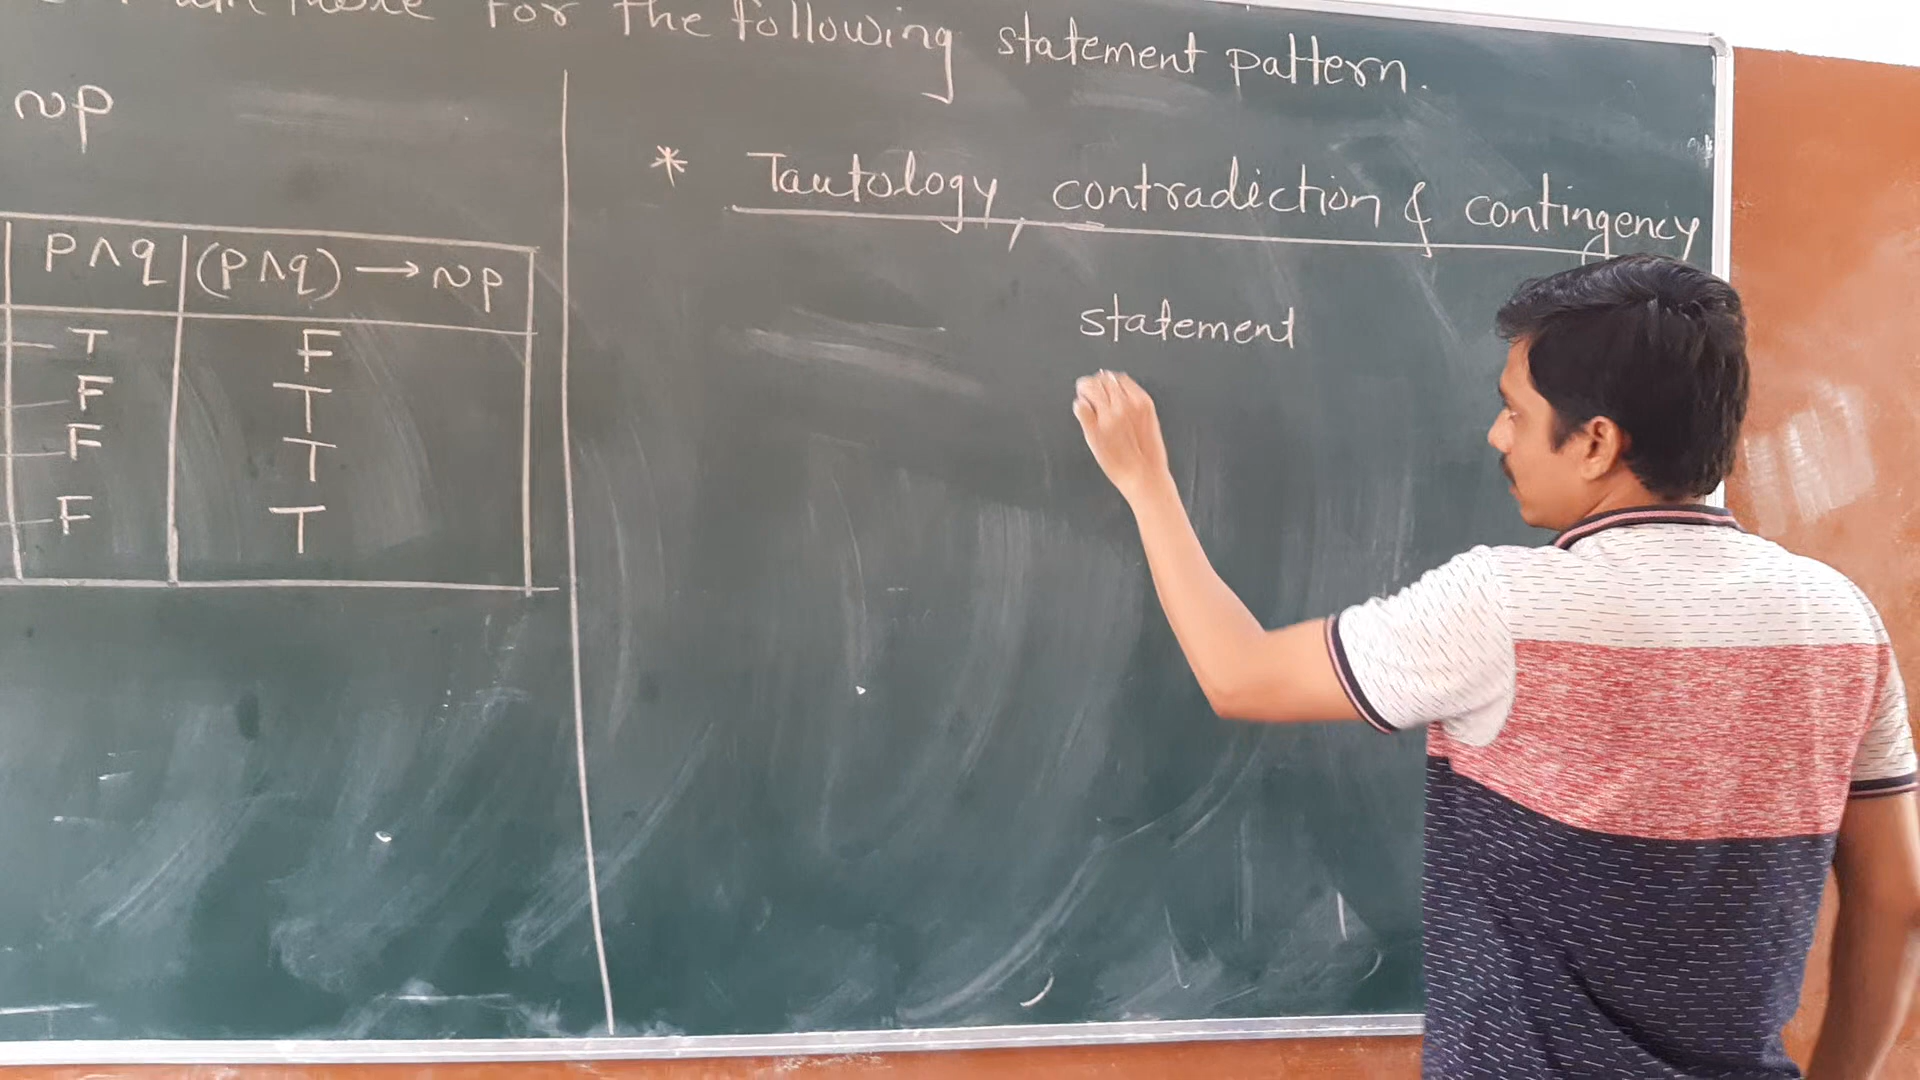 for the following statement pattern.
~p
* Tautology, contradiction & contingency
p∧q (p∧q) → ~p
T F
F T
F T
F T
statement